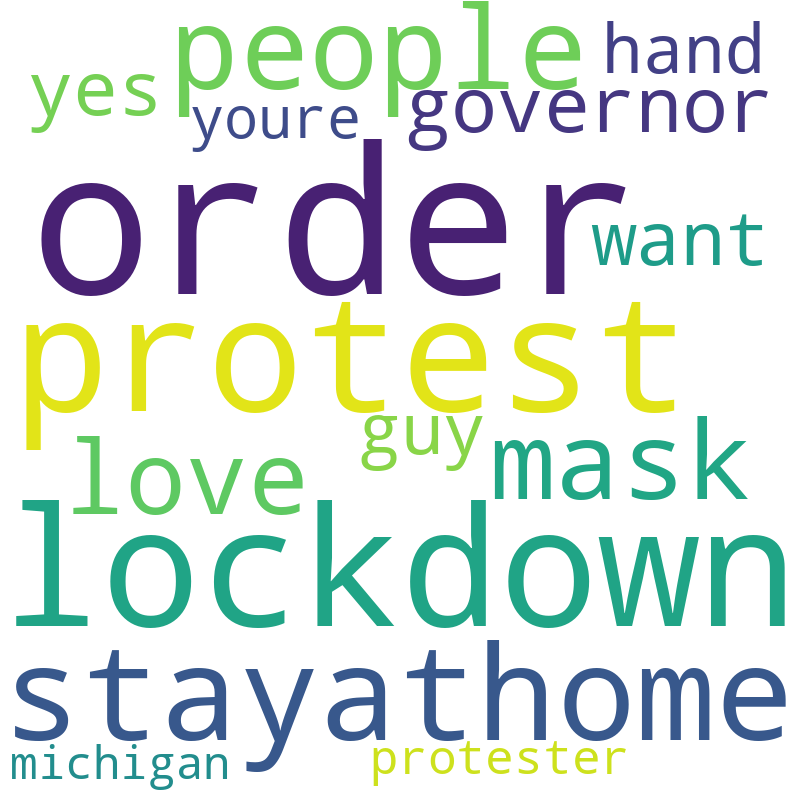 people hand
yes governor
youre
order
want
protest
guy
love mask
lockdown
stayathome
michigan protester